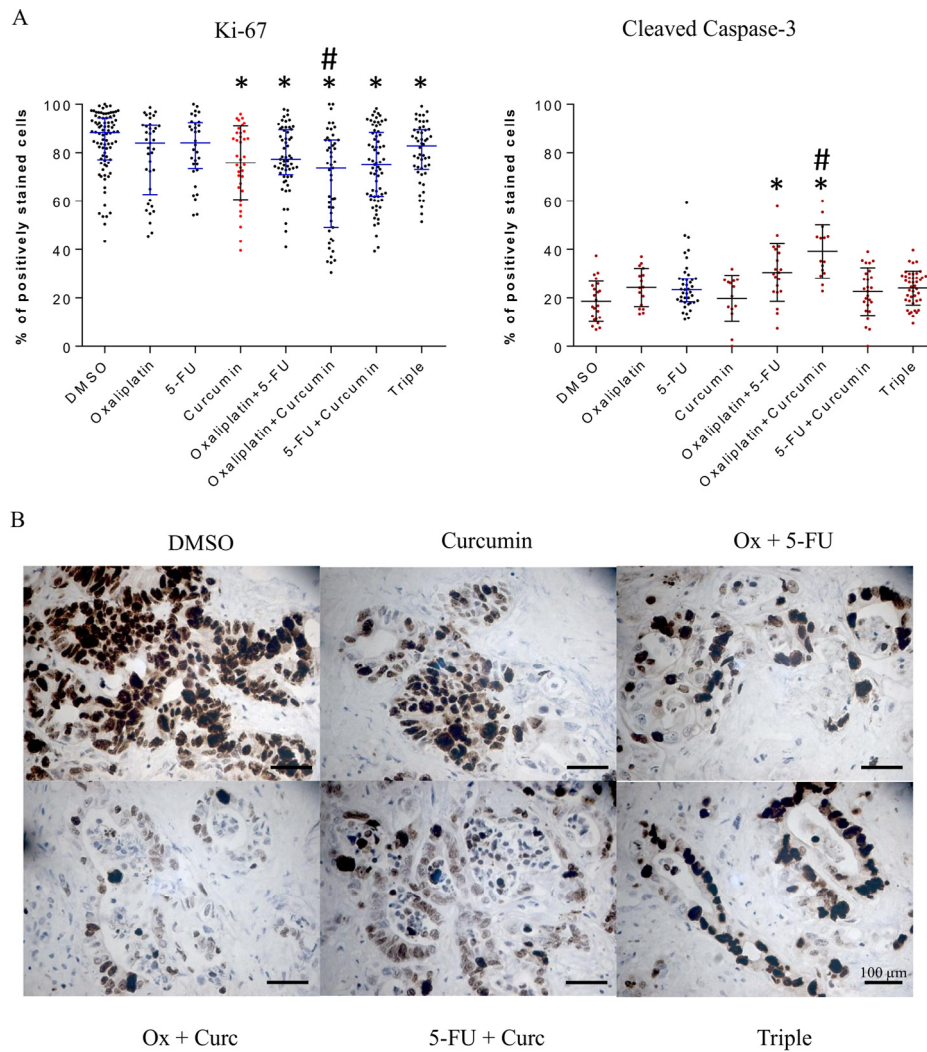 A
Ki-67
Cleaved Caspase-3
#
* * * * *
#
* *
% of positively stained cells
100
80
60
40
20
0
DMSO
Oxaliplatin
5-FU
Curcumin
Oxaliplatin+5-FU
Oxaliplatin+Curcumin
5-FU+Curcumin
Triple
% of positively stained cells
100
80
60
40
20
0
DMSO
Oxaliplatin
5-FU
Curcumin
Oxaliplatin+5-FU
Oxaliplatin+Curcumin
5-FU+Curcumin
Triple
B
DMSO
Curcumin
Ox + 5-FU
100 µm
Ox + Curc
5-FU + Curc
Triple